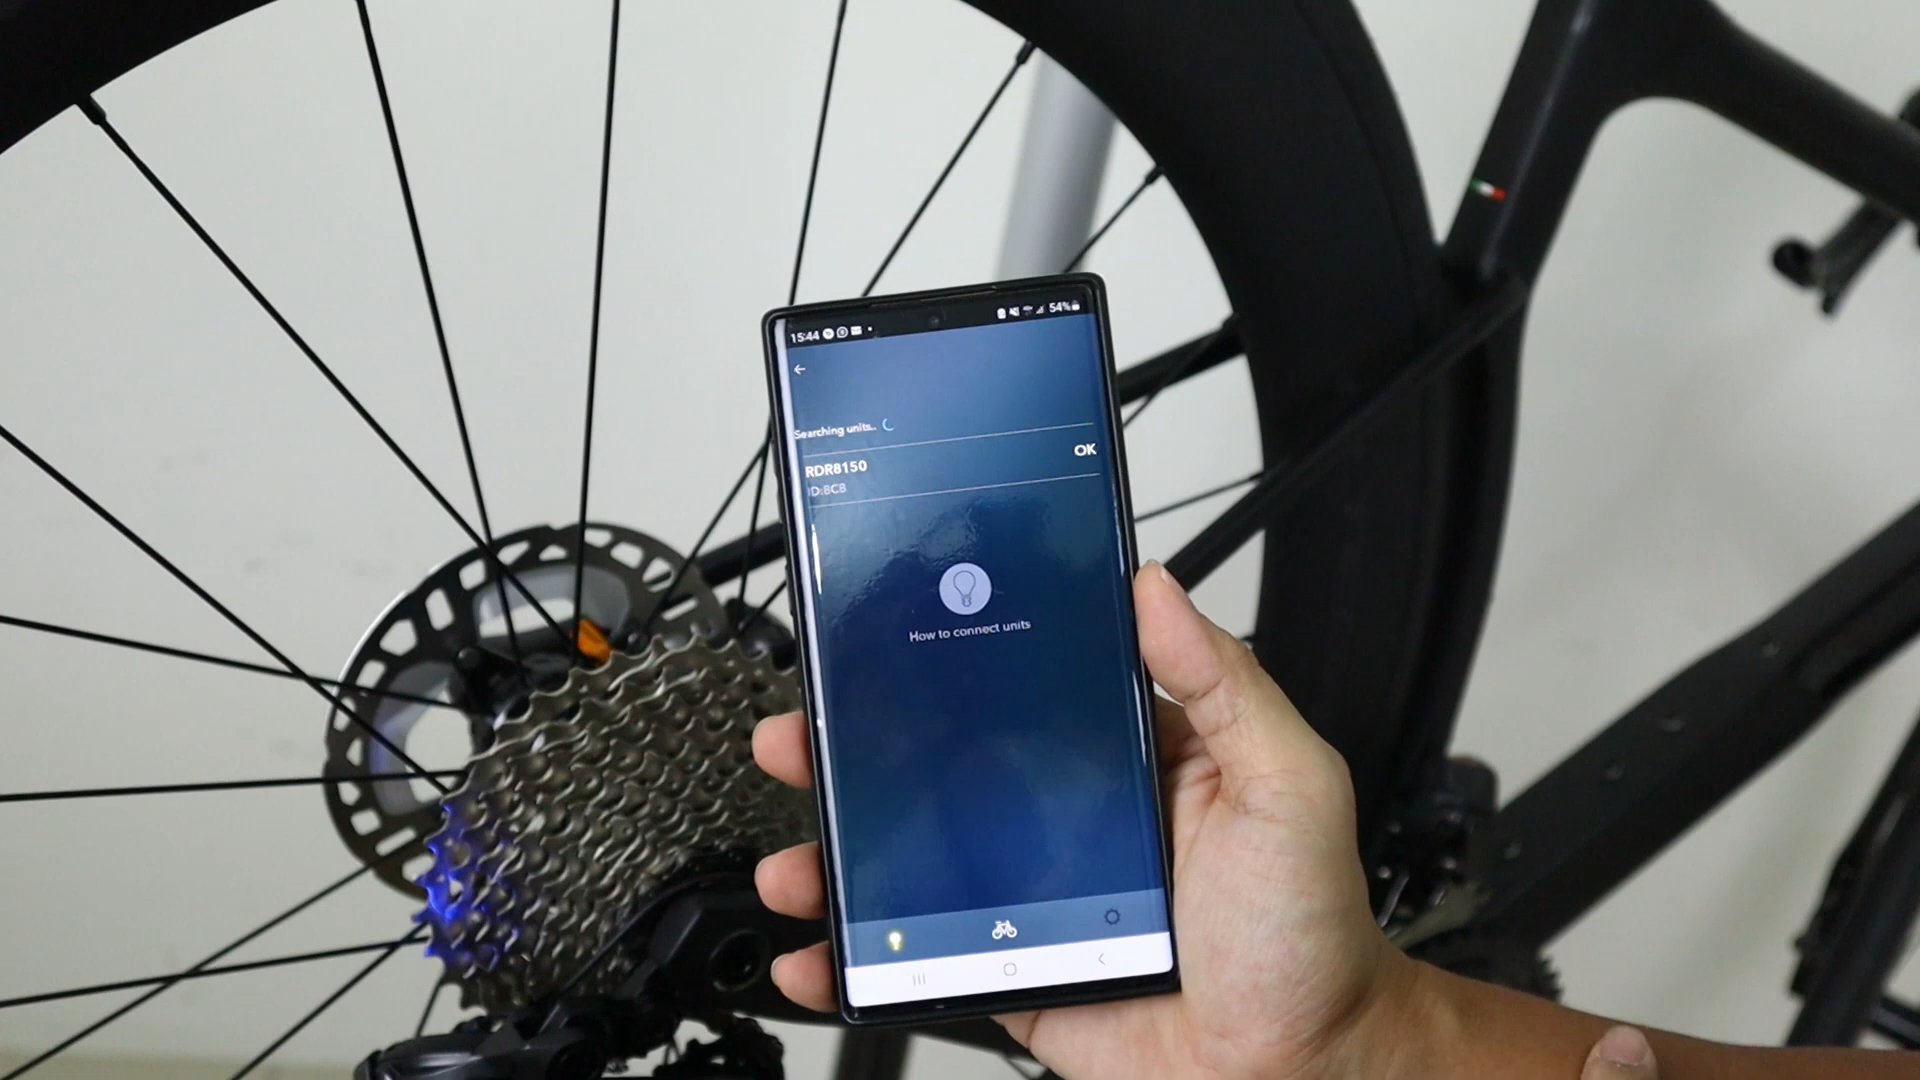 15:44
54%
Searching units..
RDR8150
OK
ID:8CB
How to connect units